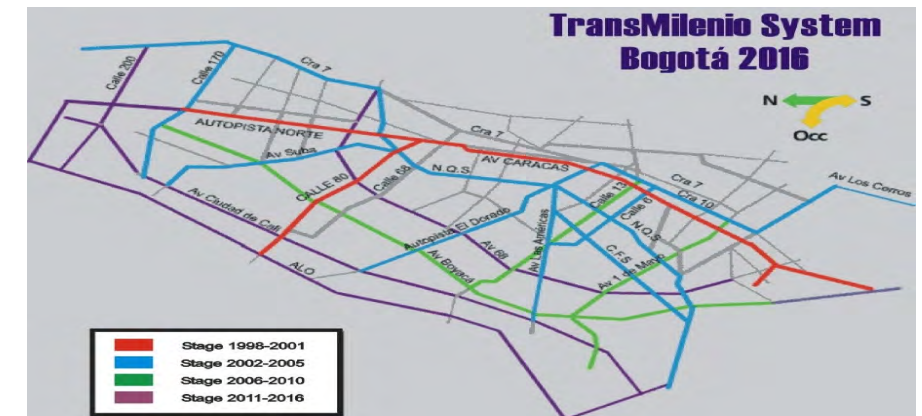 TransMilenio System
Bogotá 2016
N
S
Occ
Calle 200
Calle 170
Cra 7
AUTOPISTA NORTE
Cra 7
Av Suba
AV CARACAS
N.Q.S.
CALLE 80
Calle 68
Calle 13
Cra 7
Cra 10
Calle 6
Av Los Cerros
Av Ciudad de Cali
Autopista El Dorado
Av Las Américas
N.Q.S
Av 68
C.F.S.
Av Boyacá
Av 1 de Mayo
ALO
Stage 1998-2001
Stage 2002-2005
Stage 2006-2010
Stage 2011-2016